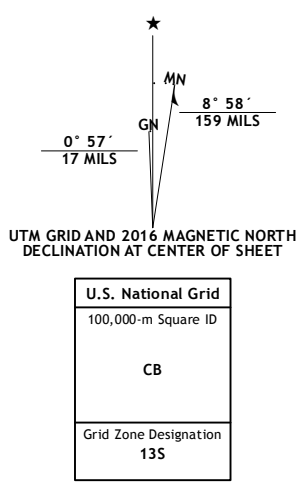 ★
MN
GN
8° 58´
159 MILS
0° 57´
17 MILS
UTM GRID AND 2016 MAGNETIC NORTH
DECLINATION AT CENTER OF SHEET
U.S. National Grid
100,000-m Square ID
CB
Grid Zone Designation
13S